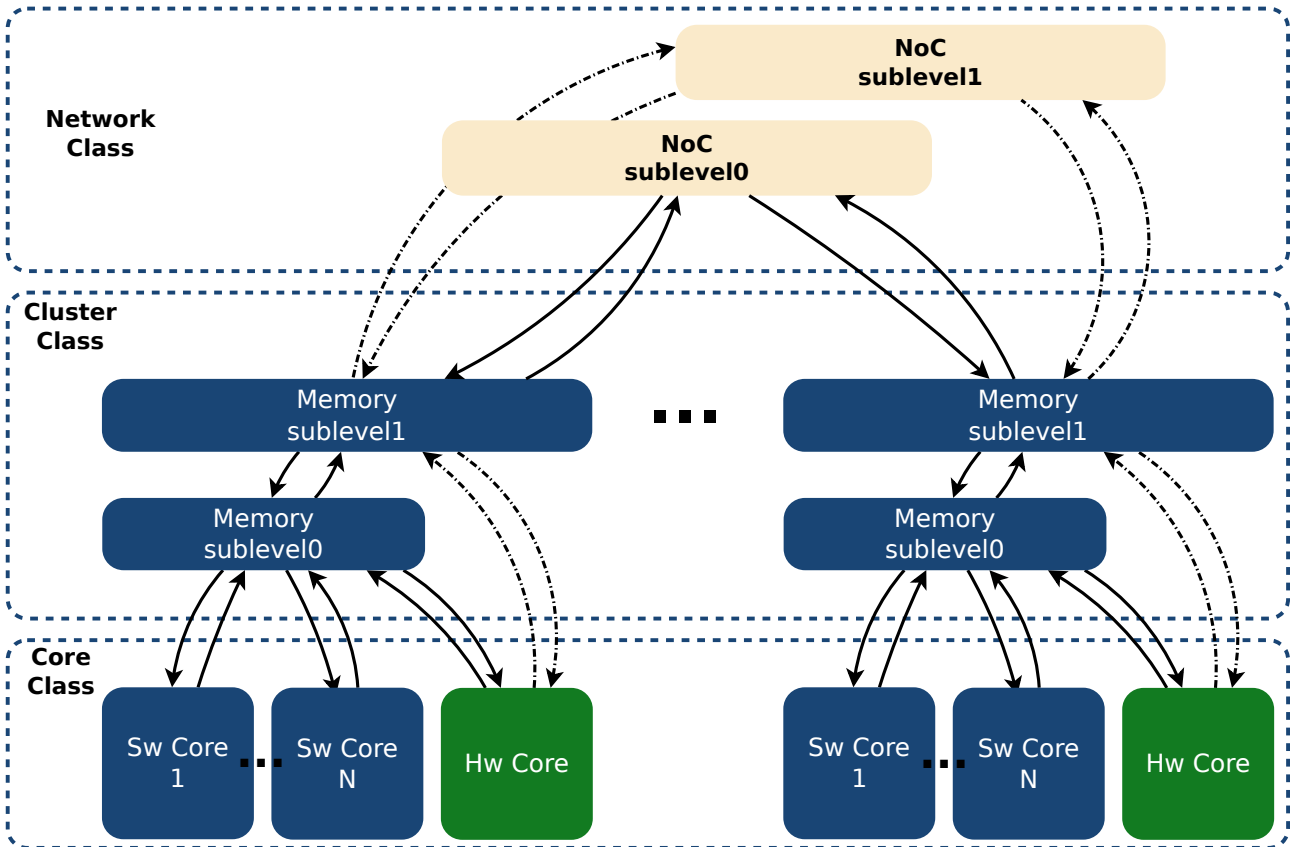 NoC
sublevel1
Network
Class
NoC
sublevel0
Cluster
Class
Memory
sublevel1
Memory
sublevel1
Memory
sublevel0
Memory
sublevel0
Core
Class
Sw Core
1
Sw Core
N
Hw Core
Sw Core
1
Sw Core
N
Hw Core